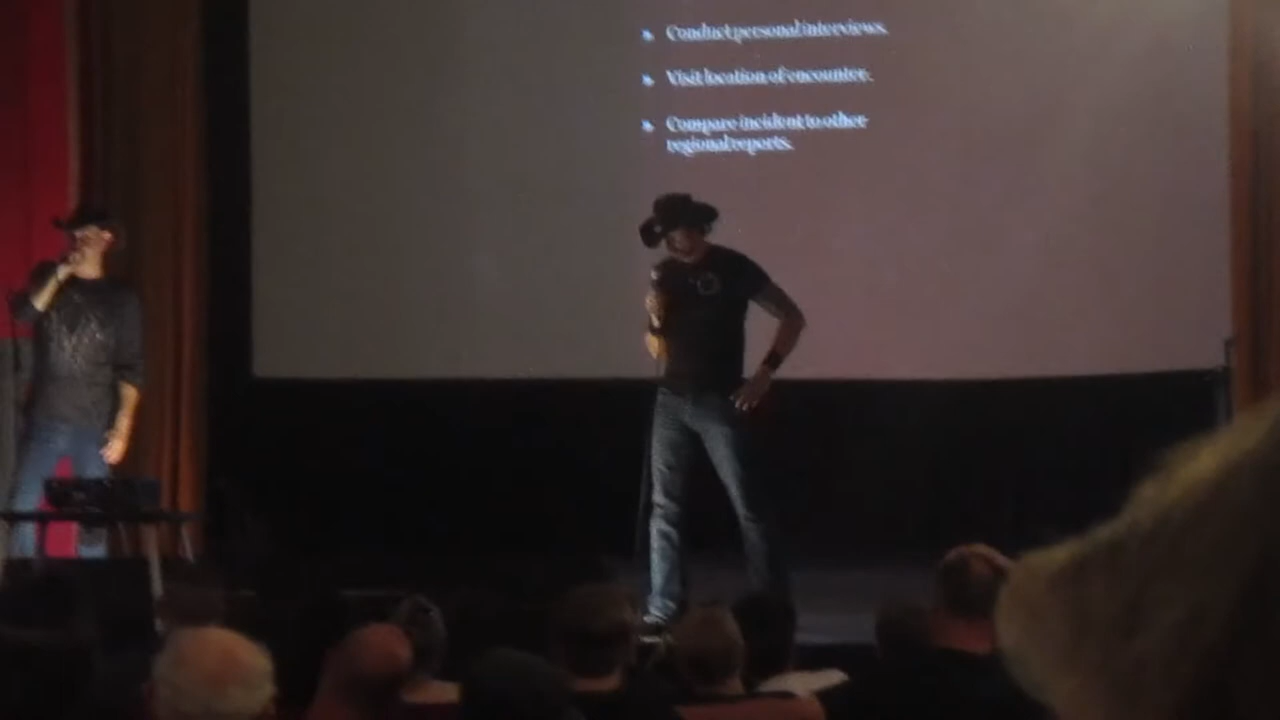 Conduct personal interviews.
Visit location of encounter.
Compare incident to other
regional reports.